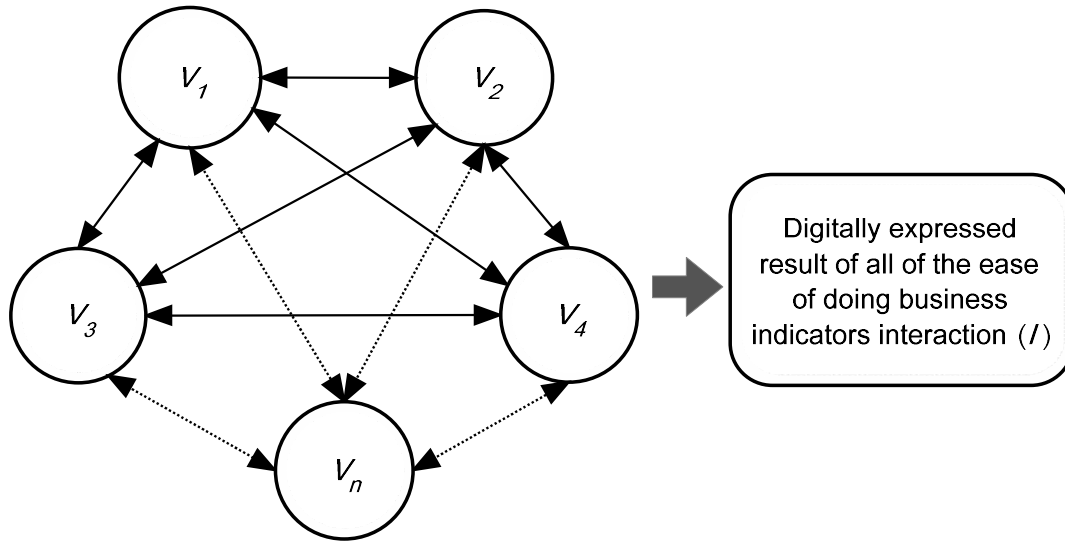 V1
V2
V3
V4
Vn
Digitally expressed
result of all of the ease
of doing business
indicators interaction (I)